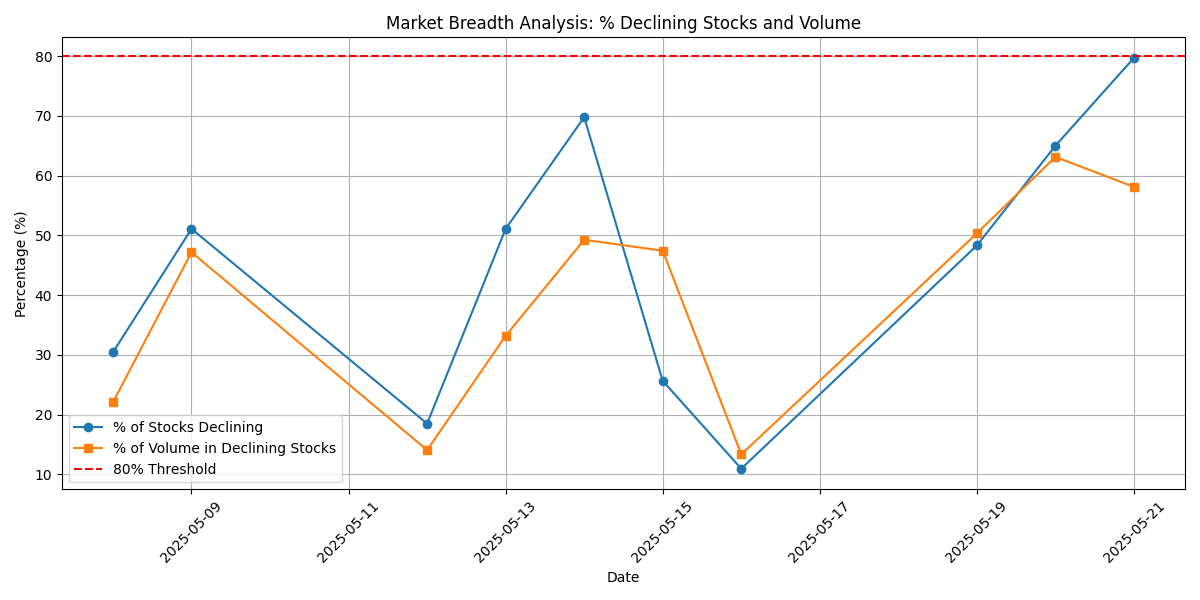 Market Breadth Analysis: % Declining Stocks and Volume
Percentage (%)
80
70
60
50
40
30
20
10
% of Stocks Declining
% of Volume in Declining Stocks
80% Threshold
2025-05-09
2025-05-11
2025-05-13
2025-05-15
2025-05-17
2025-05-19
2025-05-21
Date